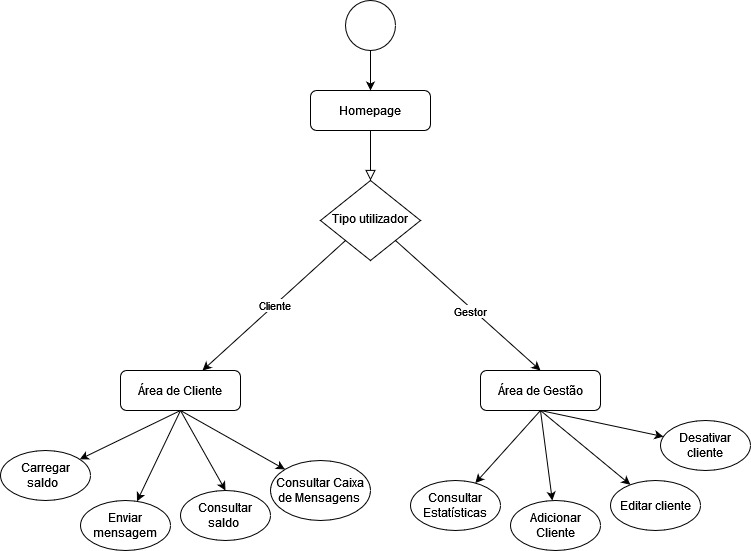 Homepage
Tipo utilizador
Cliente
Gestor
Área de Cliente
Área de Gestão
Carregar
saldo
Enviar
mensagem
Consultar
saldo
Consultar Caixa
de Mensagens
Consultar
Estatísticas
Adicionar
Cliente
Editar cliente
Desativar
cliente